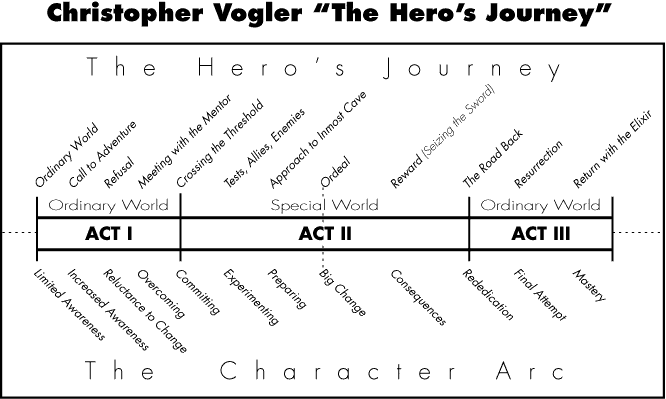 Christopher Vogler “The Hero’s Journey”
The Hero’s Journey
Ordinary World
Call to Adventure
Refusal
Meeting with the Mentor
Crossing the Threshold
Tests, Allies, Enemies
Approach to Inmost Cave
Ordeal
Reward (Seizing the Sword)
The Road Back
Resurrection
Return with the Elixir
Ordinary World
Special World
Ordinary World
ACT I
ACT II
ACT III
Limited Awareness
Increased Awareness
Reluctance to Change
Overcoming
Committing
Experimenting
Preparing
Big Change
Consequences
Rededication
Final Attempt
Mastery
The Character Arc